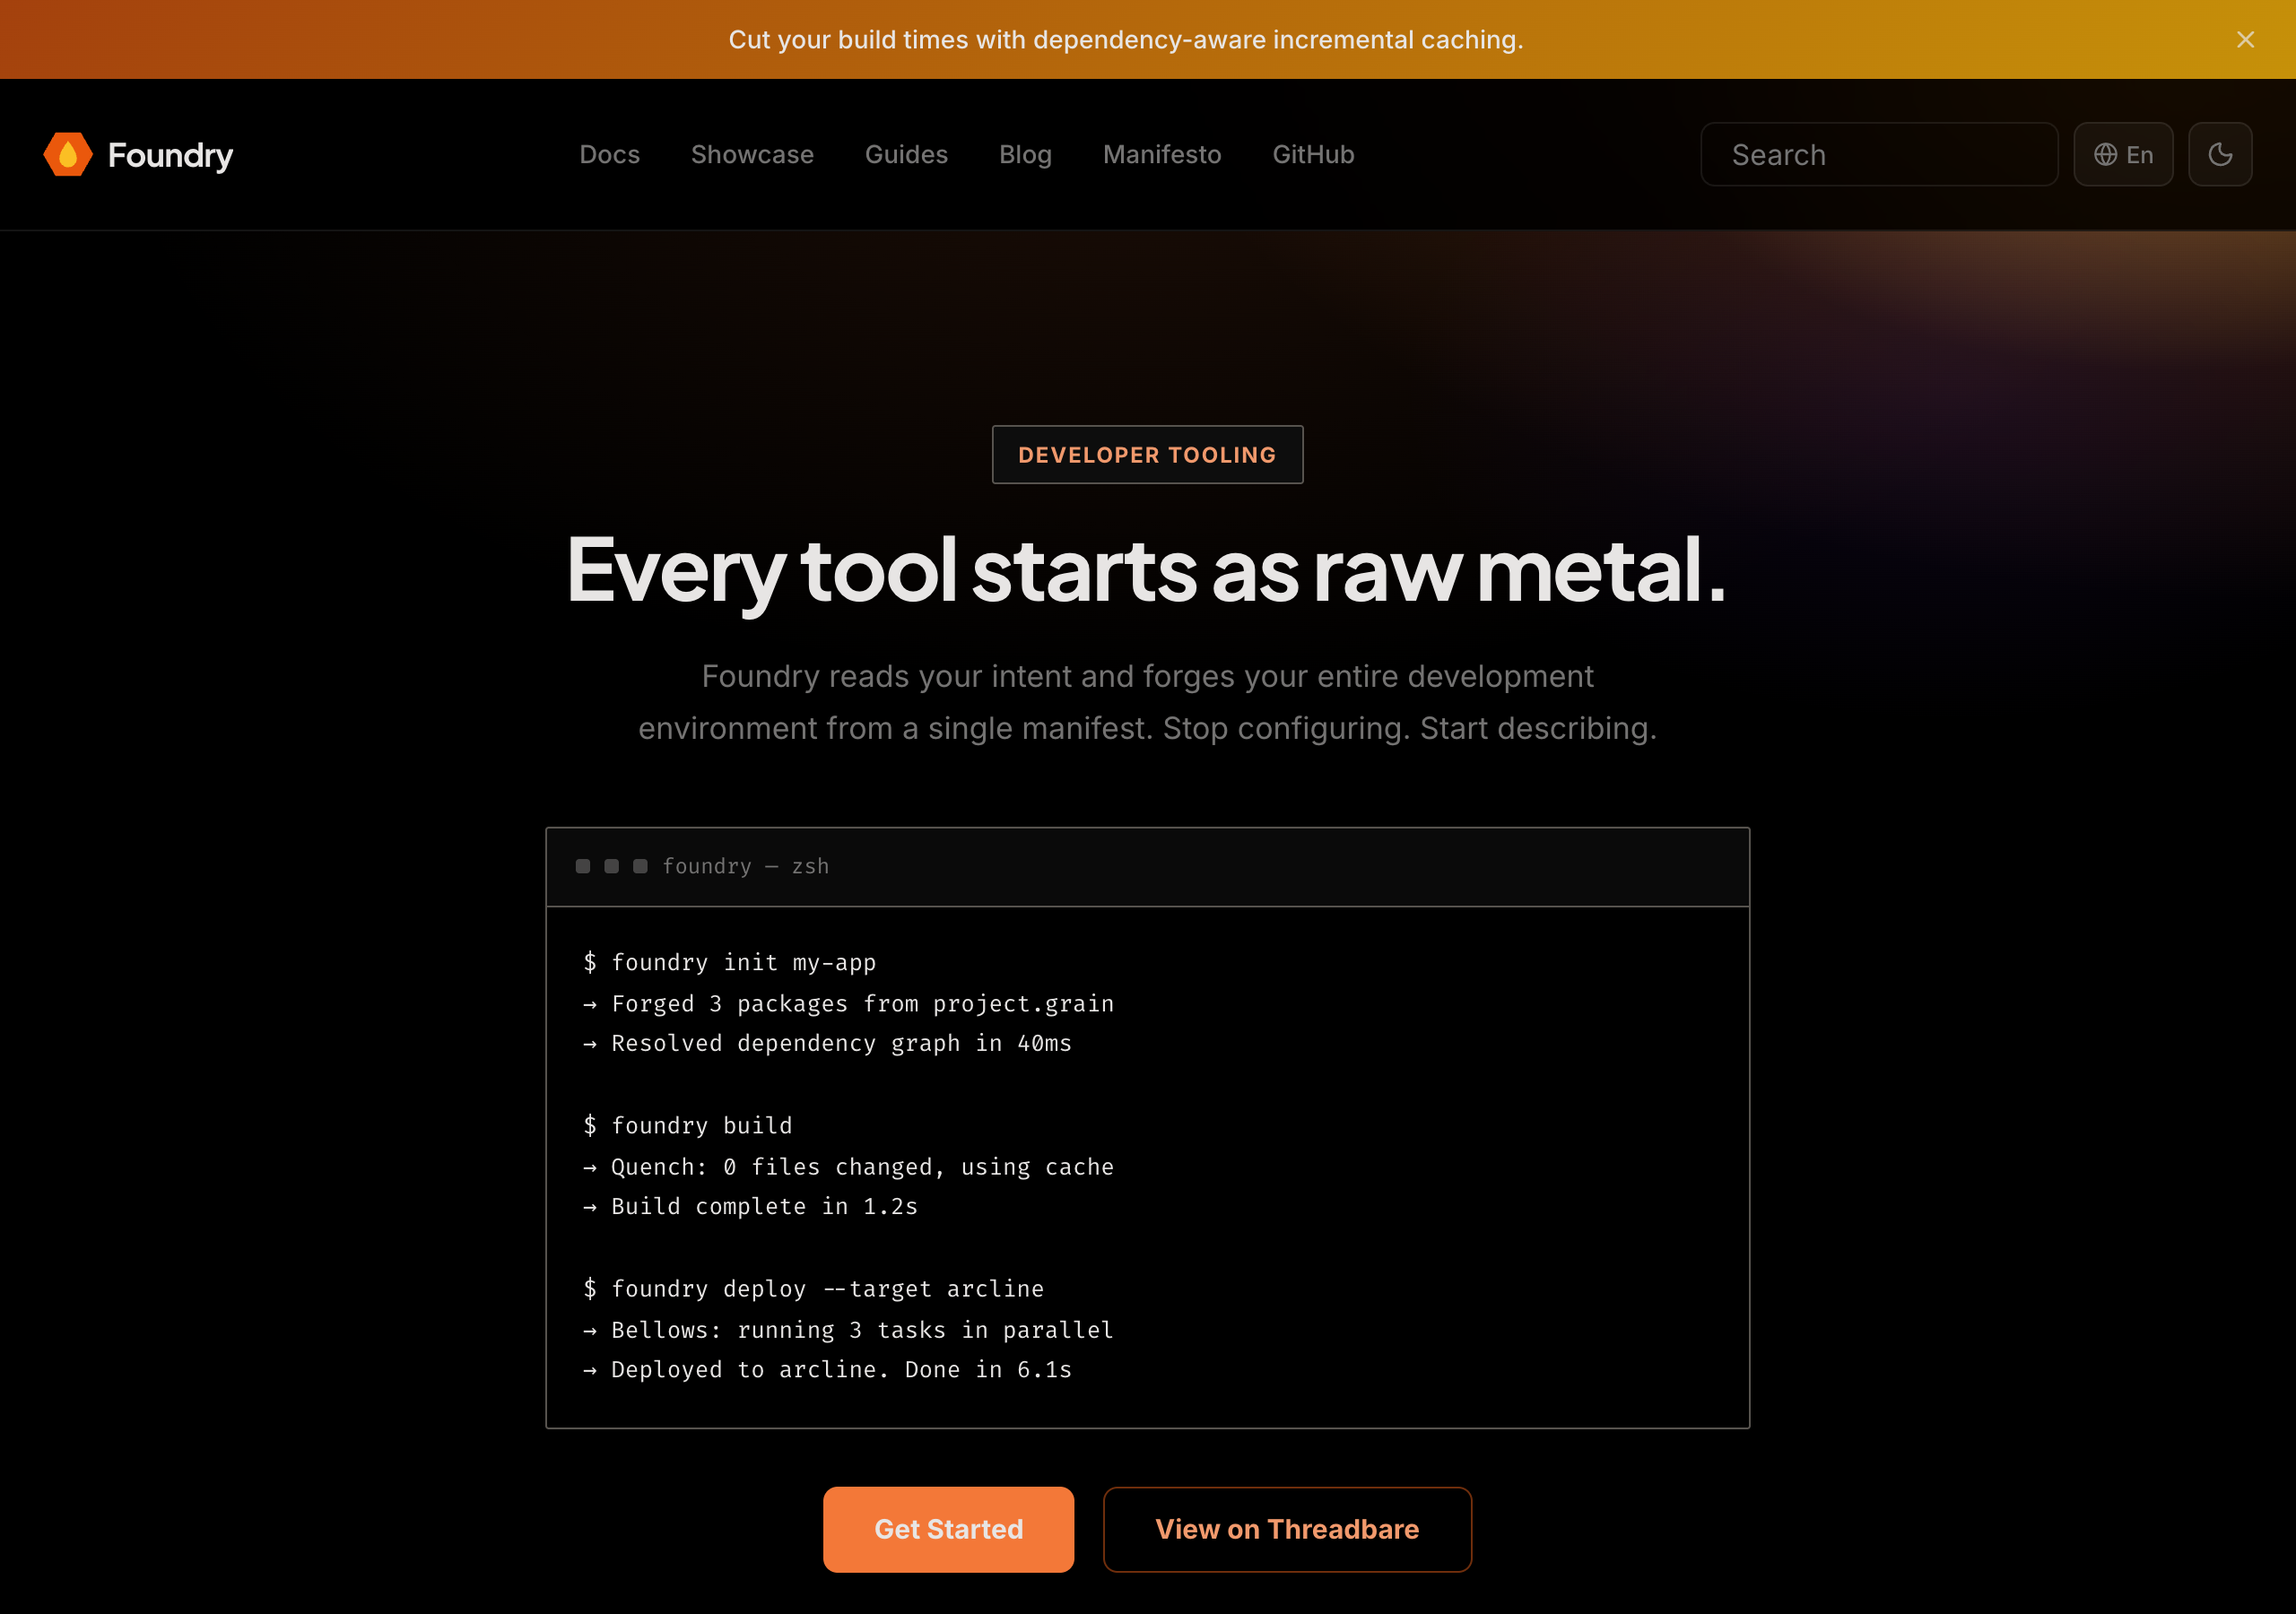 Cut your build times with dependency-aware incremental caching.
Foundry
Docs
Showcase
Guides
Blog
Manifesto
GitHub
Search
En
DEVELOPER TOOLING
Every tool starts as raw metal.
Foundry reads your intent and forges your entire development
environment from a single manifest. Stop configuring. Start describing.
foundry — zsh
$ foundry init my-app
→ Forged 3 packages from project.grain
→ Resolved dependency graph in 40ms
$ foundry build
→ Quench: 0 files changed, using cache
→ Build complete in 1.2s
$ foundry deploy --target arcline
→ Bellows: running 3 tasks in parallel
→ Deployed to arcline. Done in 6.1s
Get Started
View on Threadbare